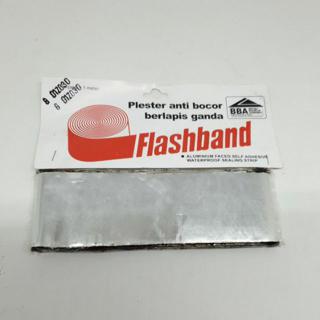 Plester anti bocor
berlapis ganda
BBA
Flashband
ALUMINIUM FACED SELF ADHESIVE
WATERPROOF SEALING STRIP